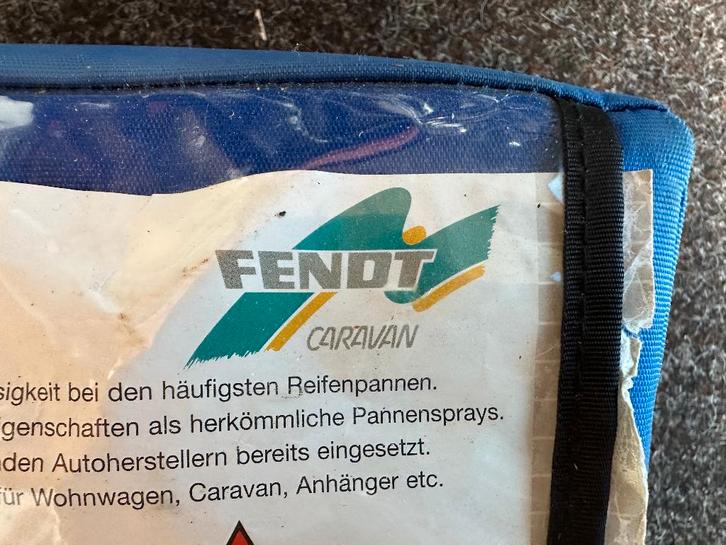 FENDT
CARAVAN
sigkeit bei den häufigsten Reifenpannen.
genschaften als herkömmliche Pannensprays.
den Autoherstellern bereits eingesetzt.
für Wohnwagen, Caravan, Anhänger etc.